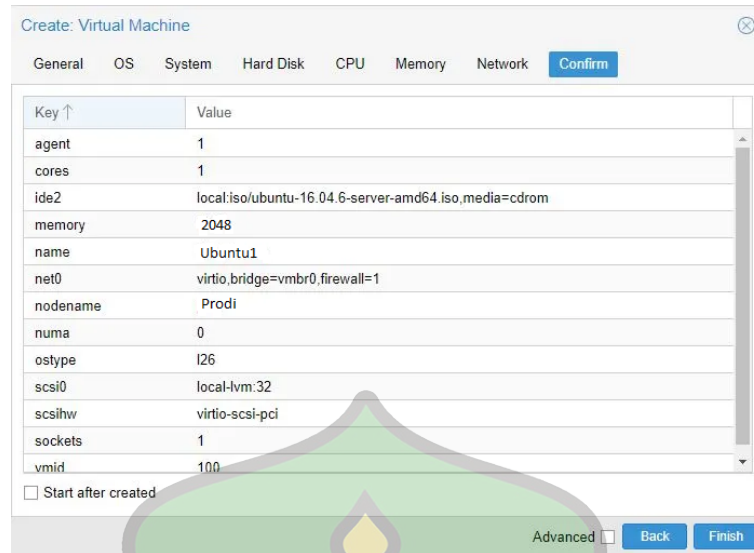 Create: Virtual Machine
General OS System Hard Disk CPU Memory Network Confirm
Key Value
agent 1
cores 1
ide2 local:iso/ubuntu-16.04.6-server-amd64.iso,media=cdrom
memory 2048
name Ubuntu1
net0 virtio,bridge=vmbr0,firewall=1
nodename Prodi
numa 0
ostype l26
scsi0 local-lvm:32
scsihw virtio-scsi-pci
sockets 1
vmid 100
Start after created
Advanced Back Finish